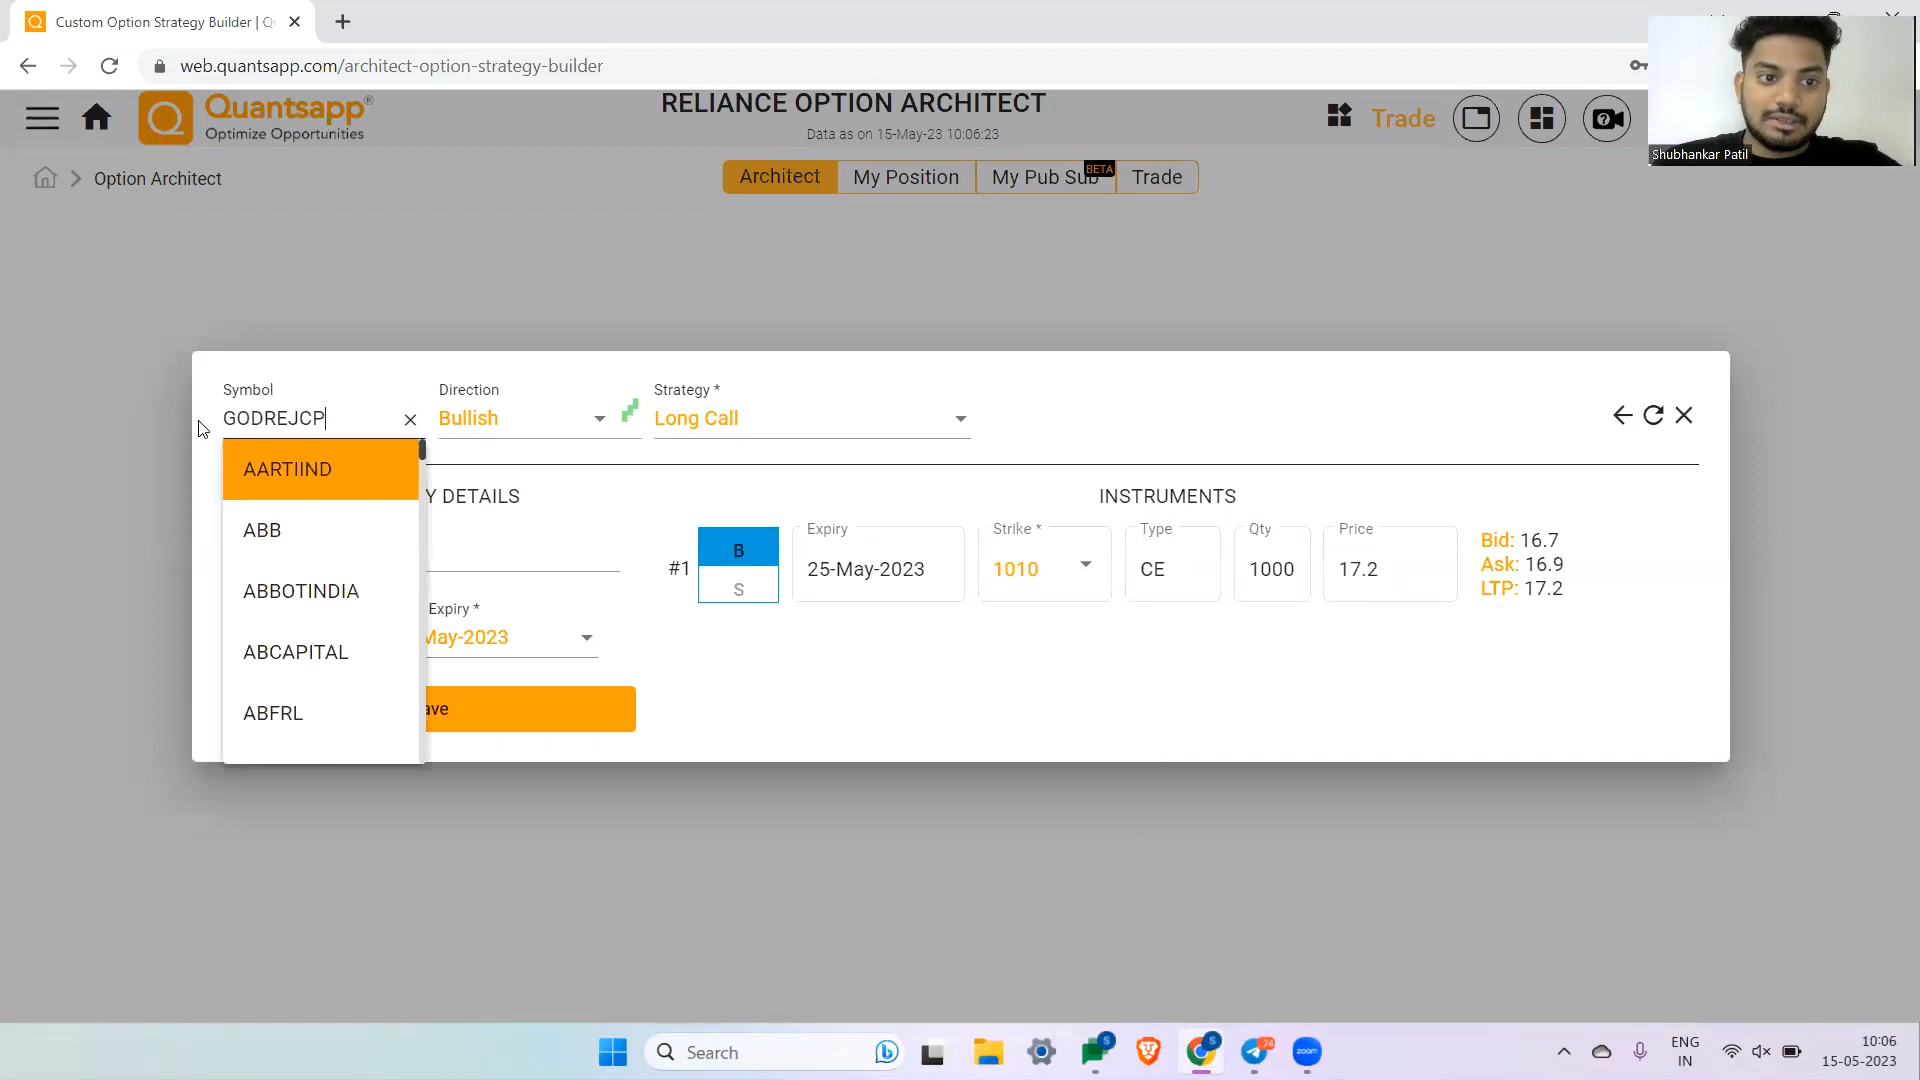 Custom Option Strategy Builder | Q
web.quantsapp.com/architect-option-strategy-builder
Quantsapp®
Optimize Opportunities
RELIANCE OPTION ARCHITECT
Data as on 15-May-23 10:06:23
Trade
Shubhankar Patil
Option Architect
Architect
My Position
My Pub Sub
BETA
Trade
Symbol
GODREJCP
Direction
Bullish
Strategy *
Long Call
AARTIIND
ABB
ABBOTINDIA
ABCAPITAL
ABFRL
Y DETAILS
Expiry *
May-2023
ave
INSTRUMENTS
#1
B
S
Expiry
25-May-2023
Strike *
1010
Type
CE
Qty
1000
Price
17.2
Bid: 16.7
Ask: 16.9
LTP: 17.2
Search
S
S
74
zoom
ENG
IN
10:06
15-05-2023